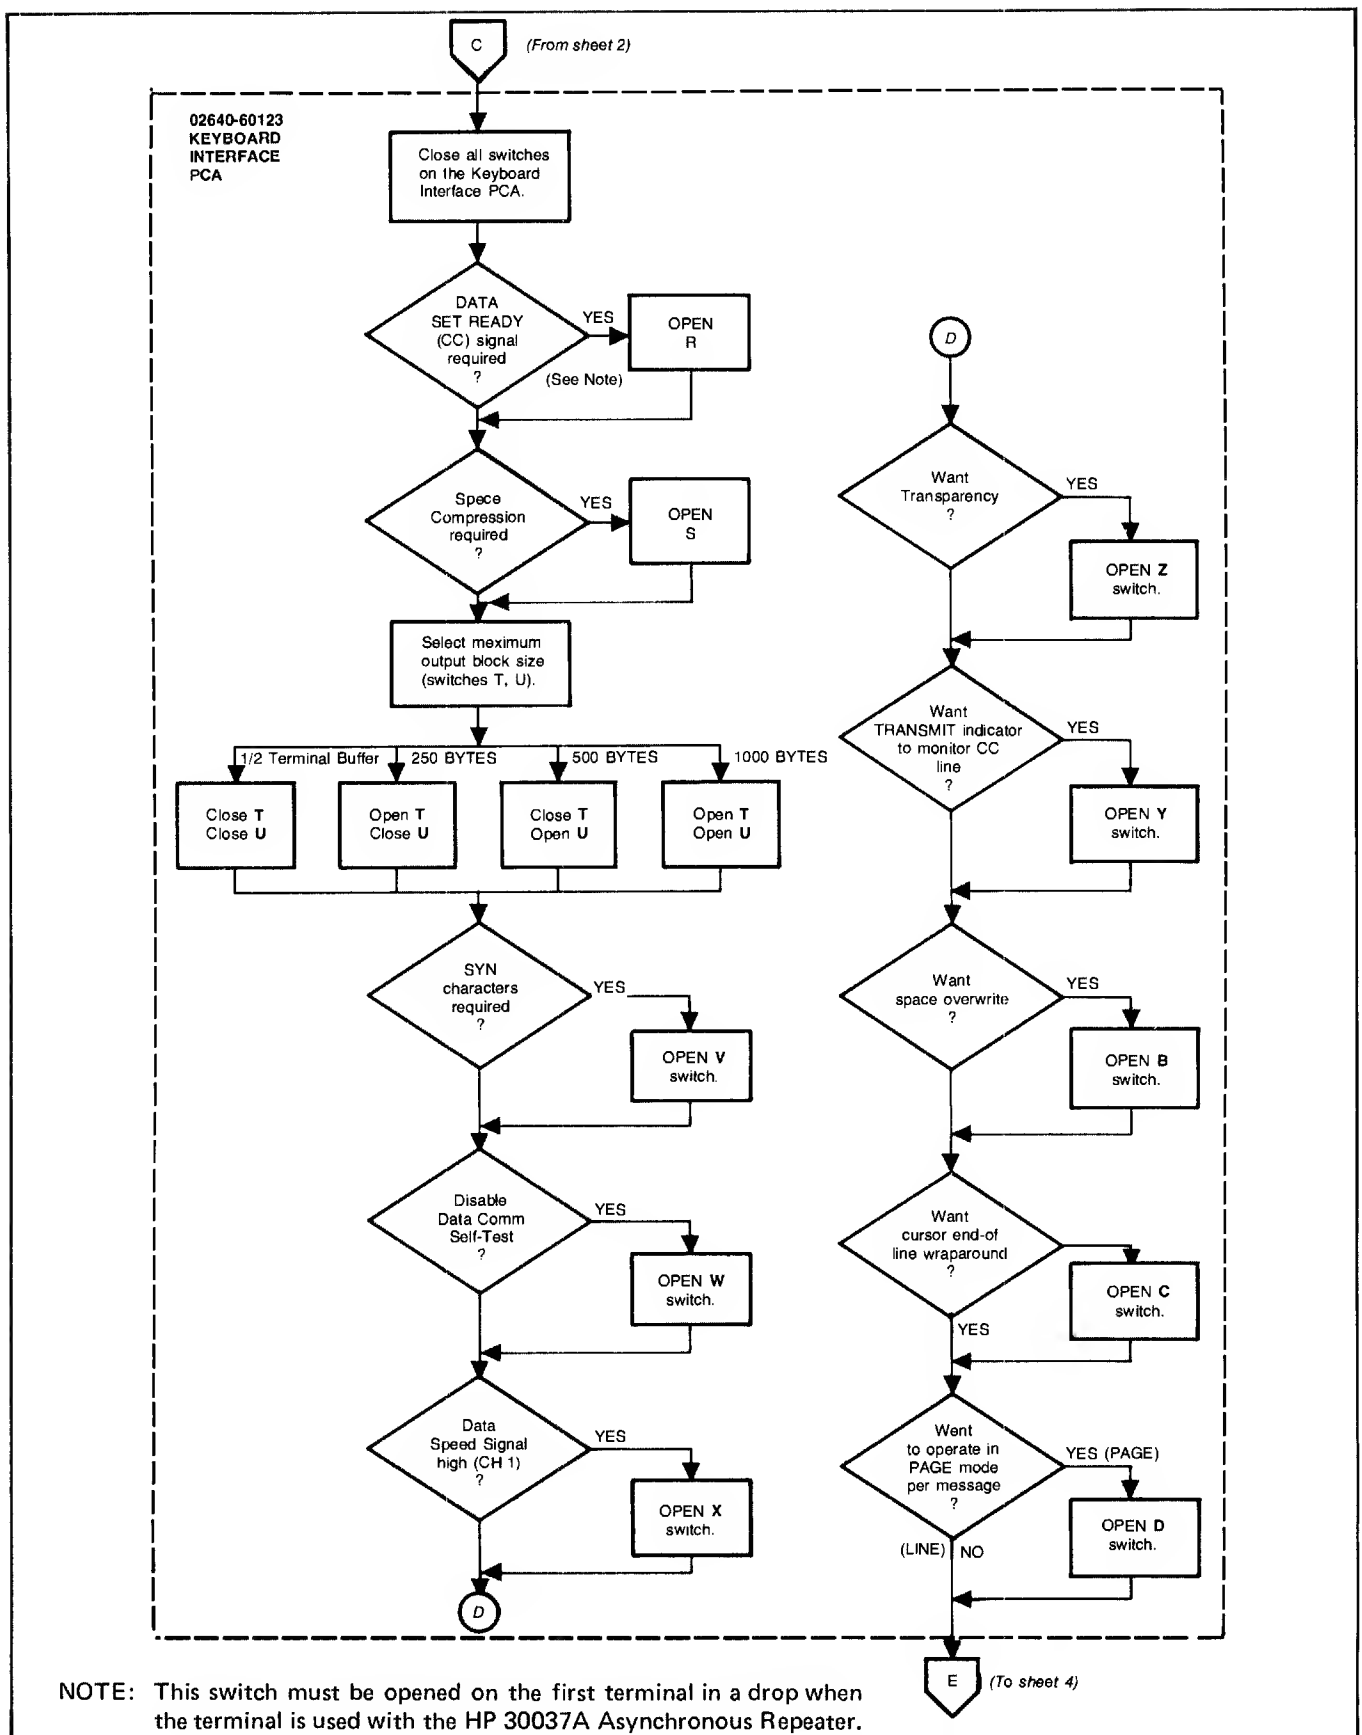 C
(From sheet 2)
02640-60123
KEYBOARD
INTERFACE
PCA
Close all switches
on the Keyboard
Interface PCA.
DATA
SET READY
(CC) signal
required
?
YES
(See Note)
OPEN
R
Spece
Compression
required
?
YES
OPEN
S
Select meximum
output block size
(switches T, U).
1/2 Terminal Buffer
250 BYTES
500 BYTES
1000 BYTES
Close T
Close U
Open T
Close U
Close T
Open U
Open T
Open U
SYN
characters
required
?
YES
OPEN V
switch.
Disable
Data Comm
Self-Test
?
YES
OPEN W
switch.
Data
Speed Signal
high (CH 1)
?
YES
OPEN X
switch.
D
D
Want
Transparency
?
YES
OPEN Z
switch.
Want
TRANSMIT indicator
to monitor CC
line
?
YES
OPEN Y
switch.
Want
space overwrite
?
YES
OPEN B
switch.
Want
cursor end-of
line wraparound
?
OPEN C
switch.
YES
Went
to operate in
PAGE mode
per message
?
YES (PAGE)
OPEN D
switch.
(LINE) NO
E
(To sheet 4)
NOTE: This switch must be opened on the first terminal in a drop when
the terminal is used with the HP 30037A Asynchronous Repeater.